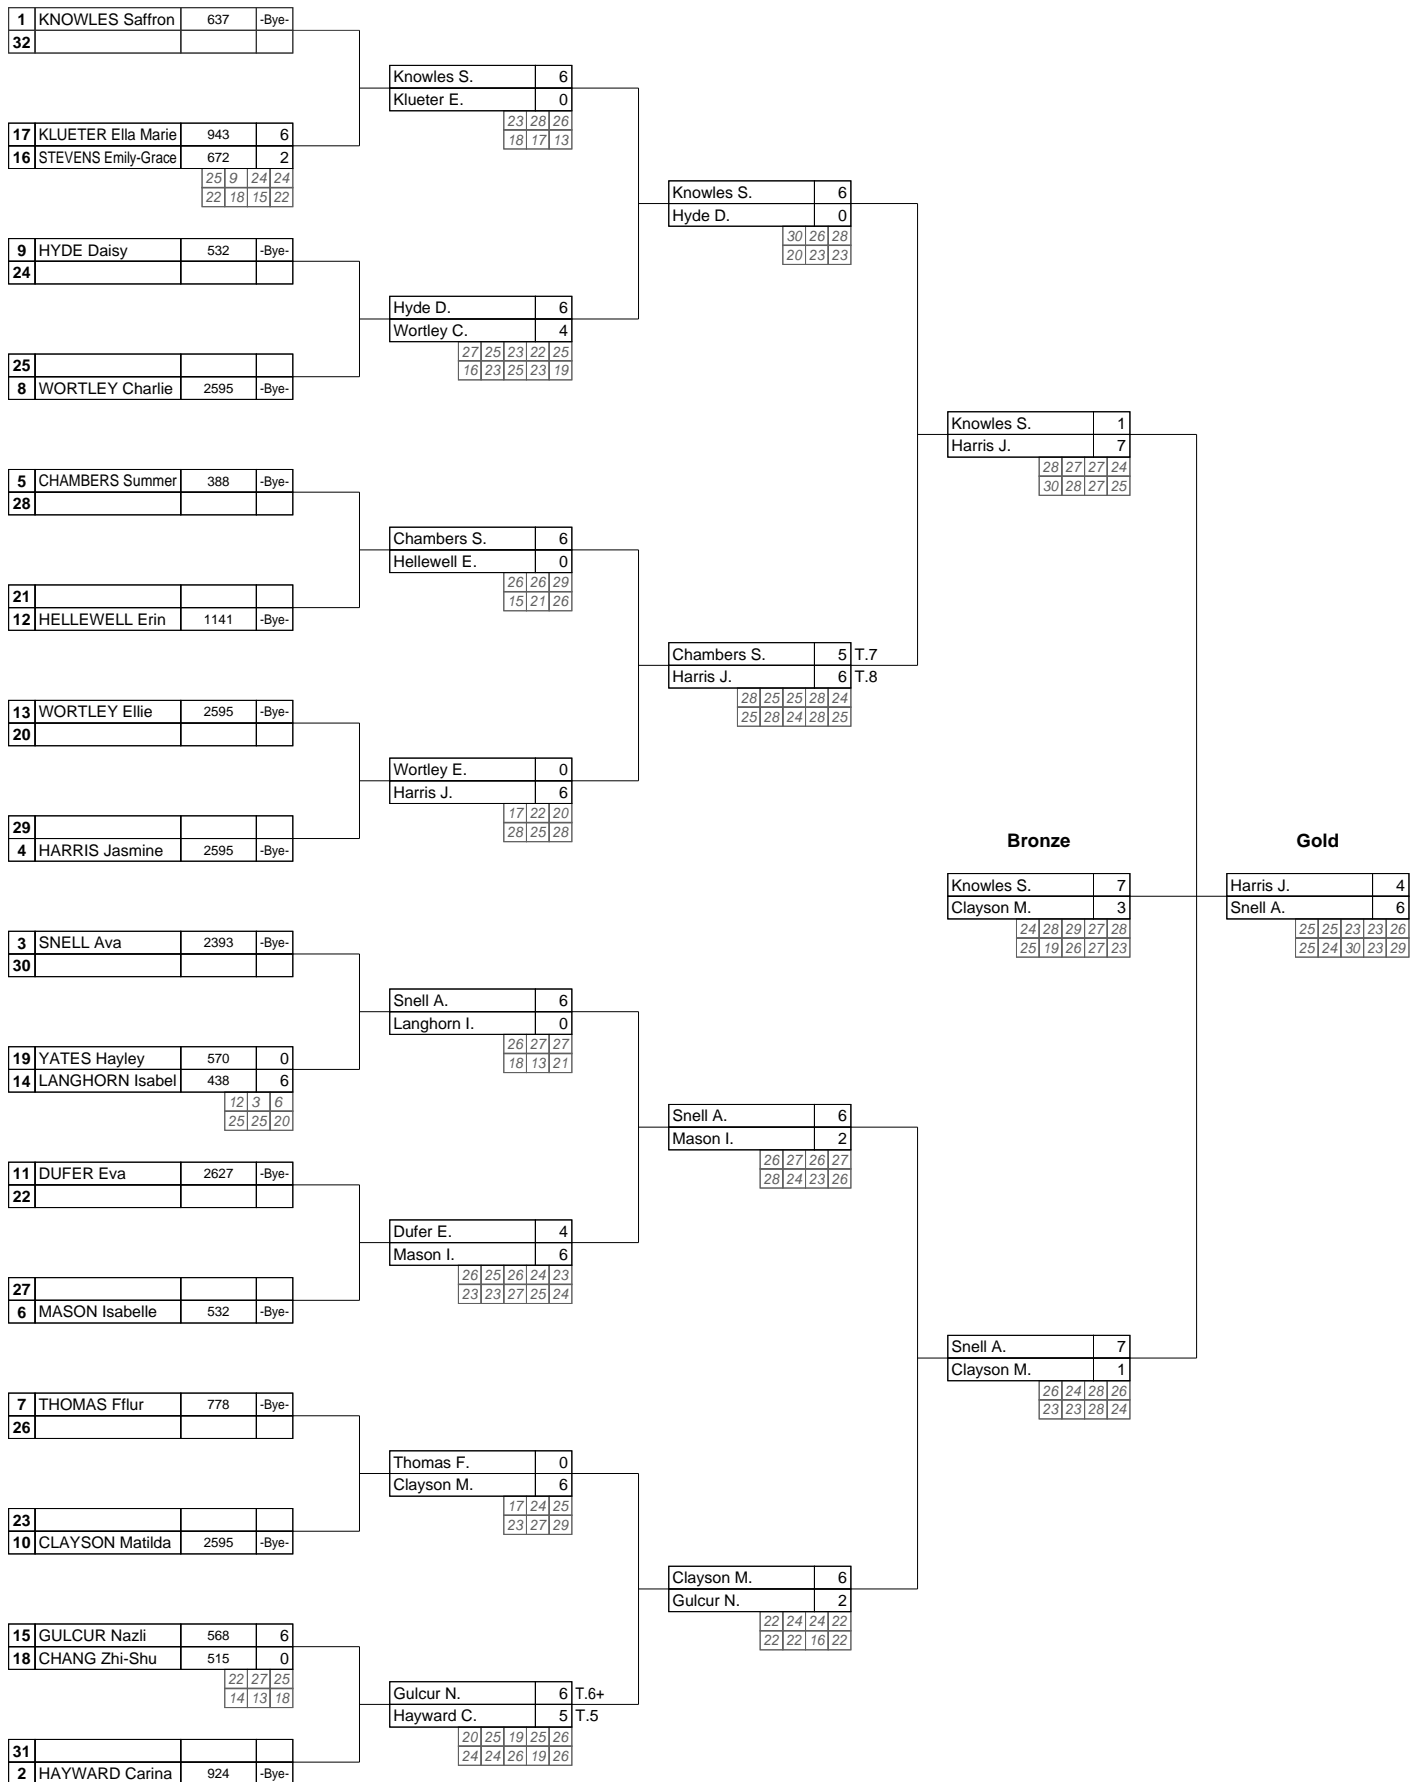 1 KNOWLES Saffron 637 -Bye-
32
Knowles S. 6
Klueter E. 0
23 28 26
18 17 13
17 KLUETER Ella Marie 943 6
16 STEVENS Emily-Grace 672 2
25 9 24 24
22 18 15 22
Knowles S. 6
Hyde D. 0
30 26 28
20 23 23
9 HYDE Daisy 532 -Bye-
24
Hyde D. 6
Wortley C. 4
27 25 23 22 25
16 23 25 23 19
25
8 WORTLEY Charlie 2595 -Bye-
Knowles S. 1
Harris J. 7
28 27 27 24
30 28 27 25
5 CHAMBERS Summer 388 -Bye-
28
Chambers S. 6
Hellewell E. 0
26 26 29
15 21 26
21
12 HELLEWELL Erin 1141 -Bye-
Chambers S. 5 T.7
Harris J. 6 T.8
28 25 25 28 24
25 28 24 28 25
13 WORTLEY Ellie 2595 -Bye-
20
Wortley E. 0
Harris J. 6
17 22 20
28 25 28
29
4 HARRIS Jasmine 2595 -Bye-
Bronze Gold
Knowles S. 7 Harris J. 4
Clayson M. 3 Snell A. 6
24 28 29 27 28 25 25 23 23 26
25 19 26 27 23 25 24 30 23 29
3 SNELL Ava 2393 -Bye-
30
Snell A. 6
Langhorn I. 0
26 27 27
18 13 21
19 YATES Hayley 570 0
14 LANGHORN Isabel 438 6
12 3 6
25 25 20
Snell A. 6
Mason I. 2
26 27 26 27
28 24 23 26
11 DUFER Eva 2627 -Bye-
22
Dufer E. 4
Mason I. 6
26 25 26 24 23
23 23 27 25 24
27
6 MASON Isabelle 532 -Bye-
Snell A. 7
Clayson M. 1
26 24 28 26
23 23 28 24
7 THOMAS Fflur 778 -Bye-
26
Thomas F. 0
Clayson M. 6
17 24 25
23 27 29
23
10 CLAYSON Matilda 2595 -Bye-
Clayson M. 6
Gulcur N. 2
22 24 24 22
22 22 16 22
15 GULCUR Nazli 568 6
18 CHANG Zhi-Shu 515 0
22 27 25
14 13 18
Gulcur N. 6 T.6+
Hayward C. 5 T.5
20 25 19 25 26
24 24 26 19 26
31
2 HAYWARD Carina 924 -Bye-